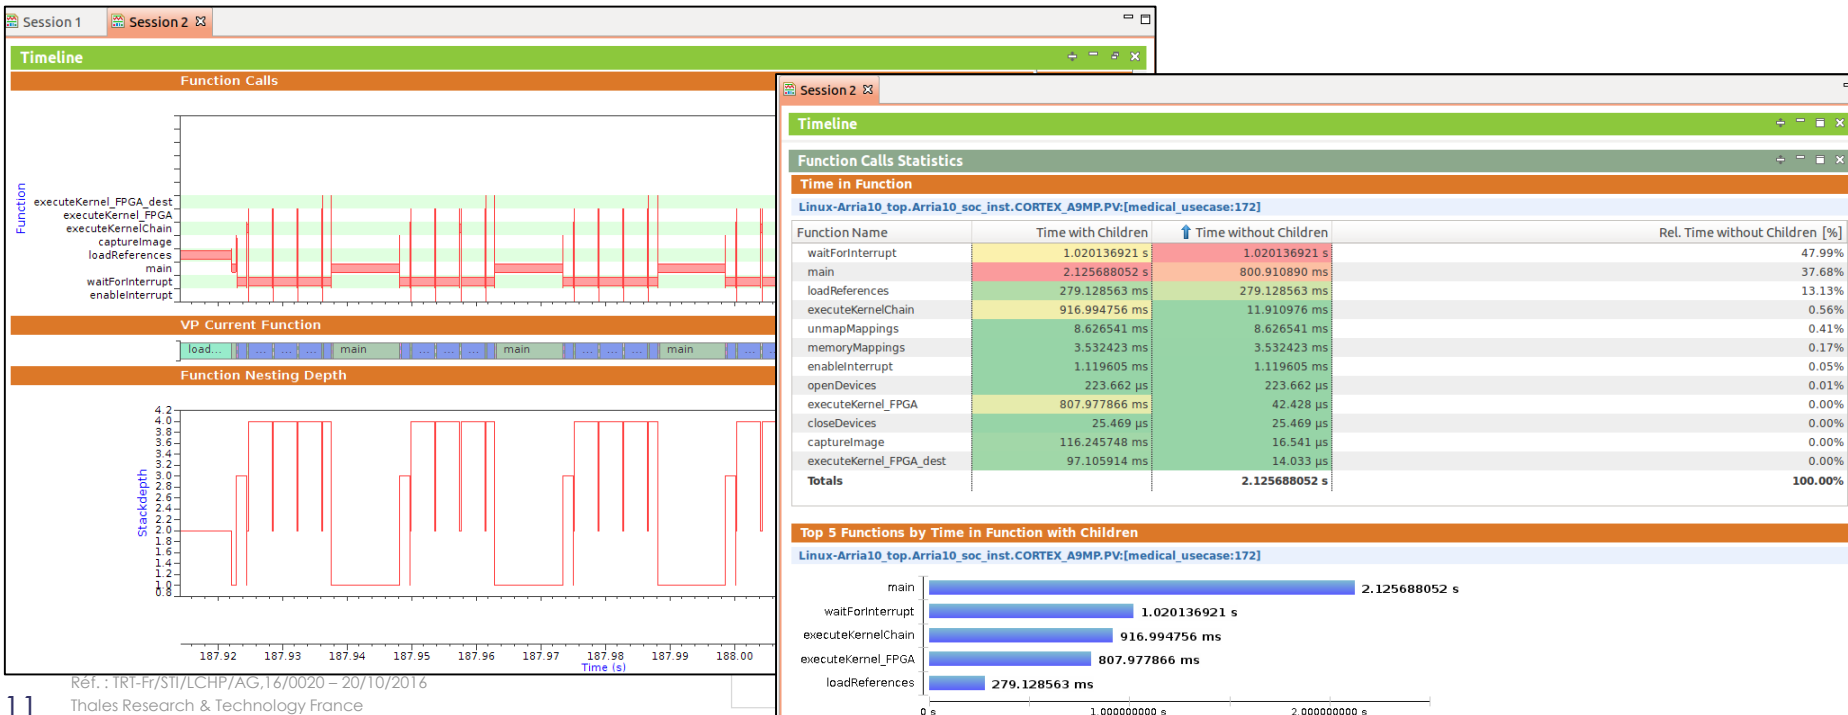 Session 1
Session 2
Timeline
Function Calls
Function
executeKernel_FPGA_dest
executeKernel_FPGA
executeKernelChain
captureImage
loadReferences
main
waitForInterrupt
enableInterrupt
VP Current Function
load... ... ... ... main ... ... ... main ... ... ... main ...
Function Nesting Depth
Stackdepth
4.2
4.0
3.8
3.6
3.4
3.2
3.0
2.8
2.6
2.4
2.2
2.0
1.8
1.6
1.4
1.2
1.0
0.8
187.92 187.93 187.94 187.95 187.96 187.97 187.98 187.99 188.00
Time (s)
Session 2
Timeline
Function Calls Statistics
Time in Function
Linux-Arria10_top.Arria10_soc_inst.CORTEX_A9MP.PV:[medical_usecase:172]
Function Name Time with Children Time without Children Rel. Time without Children [%]
waitForInterrupt 1.020136921 s 1.020136921 s 47.99%
main 2.125688052 s 800.910890 ms 37.68%
loadReferences 279.128563 ms 279.128563 ms 13.13%
executeKernelChain 916.994756 ms 11.910976 ms 0.56%
unmapMappings 8.626541 ms 8.626541 ms 0.41%
memoryMappings 3.532423 ms 3.532423 ms 0.17%
enableInterrupt 1.119605 ms 1.119605 ms 0.05%
openDevices 223.662 µs 223.662 µs 0.01%
executeKernel_FPGA 807.977866 ms 42.428 µs 0.00%
closeDevices 25.469 µs 25.469 µs 0.00%
captureImage 116.245748 ms 16.541 µs 0.00%
executeKernel_FPGA_dest 97.105914 ms 14.033 µs 0.00%
Totals 2.125688052 s 100.00%
Top 5 Functions by Time in Function with Children
Linux-Arria10_top.Arria10_soc_inst.CORTEX_A9MP.PV:[medical_usecase:172]
main 2.125688052 s
waitForInterrupt 1.020136921 s
executeKernelChain 916.994756 ms
executeKernel_FPGA 807.977866 ms
loadReferences 279.128563 ms
0 s 1.000000000 s 2.000000000 s
Réf. : TRT-Fr/STI/LCHP/AG,16/0020 – 20/10/2016
11 Thales Research & Technology France